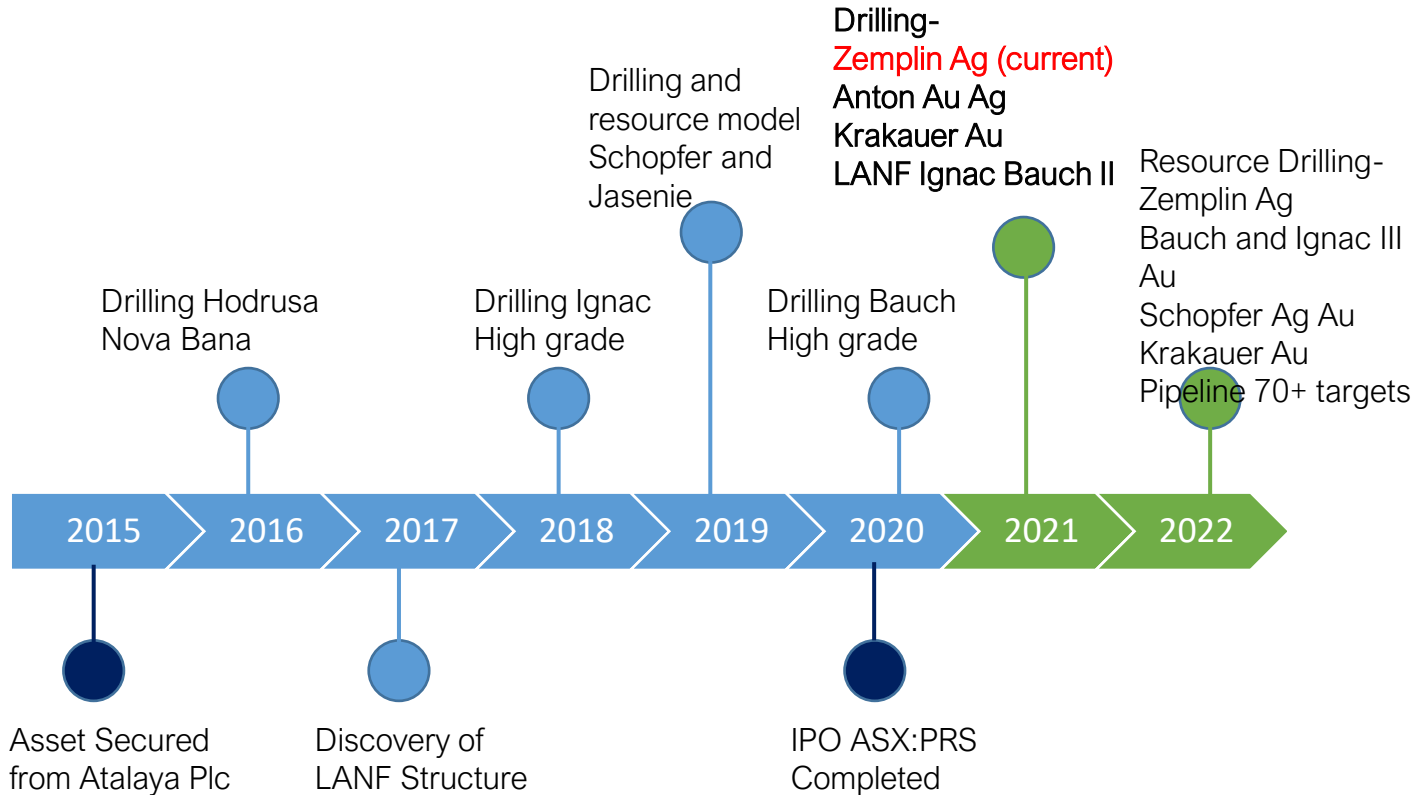 Drilling-
Zemplin Ag (current)
Anton Au Ag
Krakauer Au
LANF Ignac Bauch II
Drilling and
resource model
Schopfer and
Jasenie
Resource Drilling-
Zemplin Ag
Bauch and Ignac III
Au
Schopfer Ag Au
Krakauer Au
Pipeline 70+ targets
Drilling Hodrusa
Nova Bana
Drilling Ignac
High grade
Drilling Bauch
High grade
2015
2016
2017
2018
2019
2020
2021
2022
Asset Secured
from Atalaya Plc
Discovery of
LANF Structure
IPO ASX:PRS
Completed